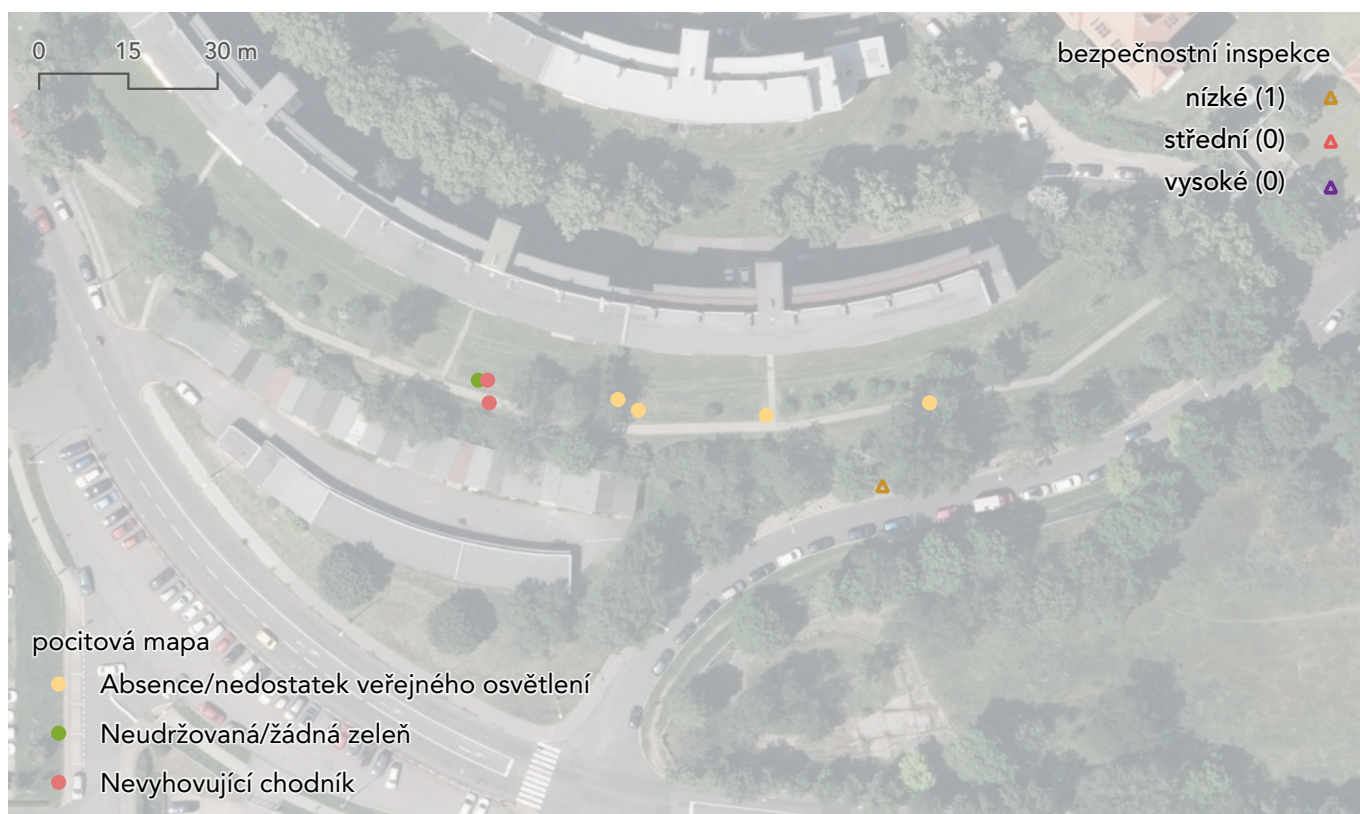 0 15 30 m
bezpečnostní inspekce
nízké (1)
střední (0)
vysoké (0)
pocitová mapa
Absence/nedostatek veřejného osvětlení
Neudržovaná/žádná zeleň
Nevyhovující chodník